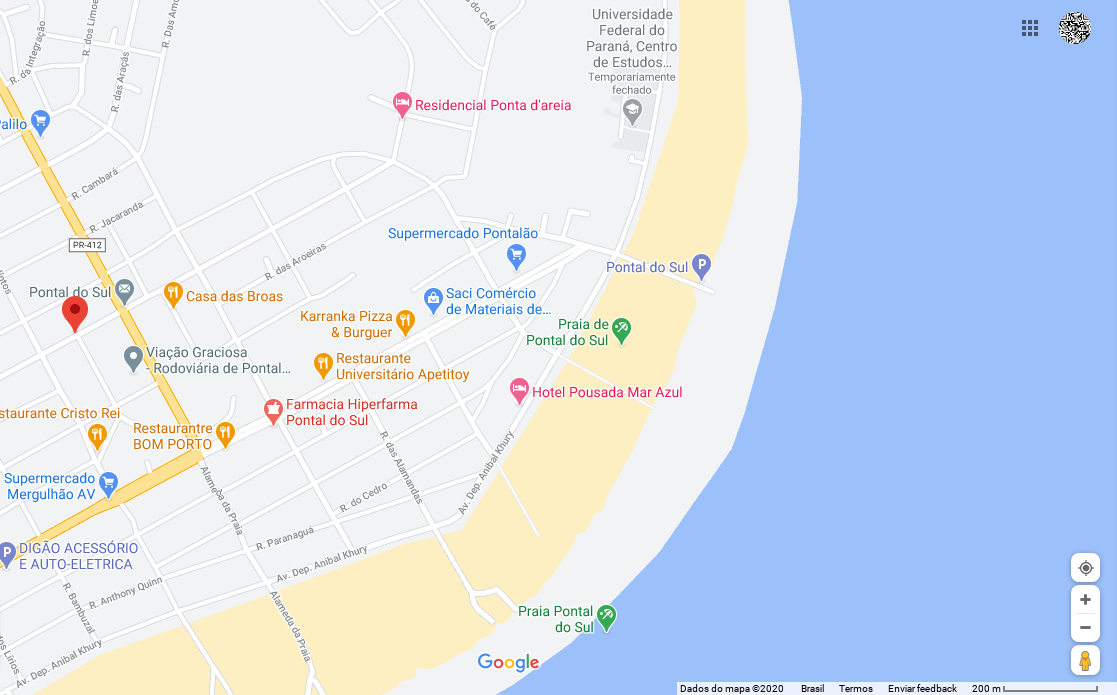 do Café
R. Das Amo
R. dos Limoe
R. da Integração
R. das Araçás
Universidade
Federal do
Paraná, Centro
de Estudos...
Temporariamente
fechado
Residencial Ponta d'areia
Palilo
R. Cambará
R. Jacaranda
PR-412
R. das Aroeiras
Supermercado Pontalão
Pontal do Sul
Pontal do Sul
Casa das Broas
Saci Comércio
de Materiais de...
Karranka Pizza
& Burguer
Praia de
Pontal do Sul
Viação Graciosa
- Rodoviária de Pontal...
Restaurante
Universitário Apetitoy
Hotel Pousada Mar Azul
Farmacia Hiperfarma
Pontal do Sul
staurante Cristo Rei
Restaurantre
BOM PORTO
Supermercado
Mergulhão AV
Alameda da Praia
R. das Alamandas
Av. Dep. Anibal Khury
R. do Cedro
R. Paranaguá
DIGÃO ACESSÓRIO
E AUTO-ELETRICA
Av. Dep. Anibal Khury
R. Anthony Quinn
R. Bambuzal
Alameda da Praia
Av. Dep. Anibal Khury
dos Lírios
Praia Pontal
do Sul
Google
Dados do mapa ©2020 Brasil Termos Enviar feedback 200 m